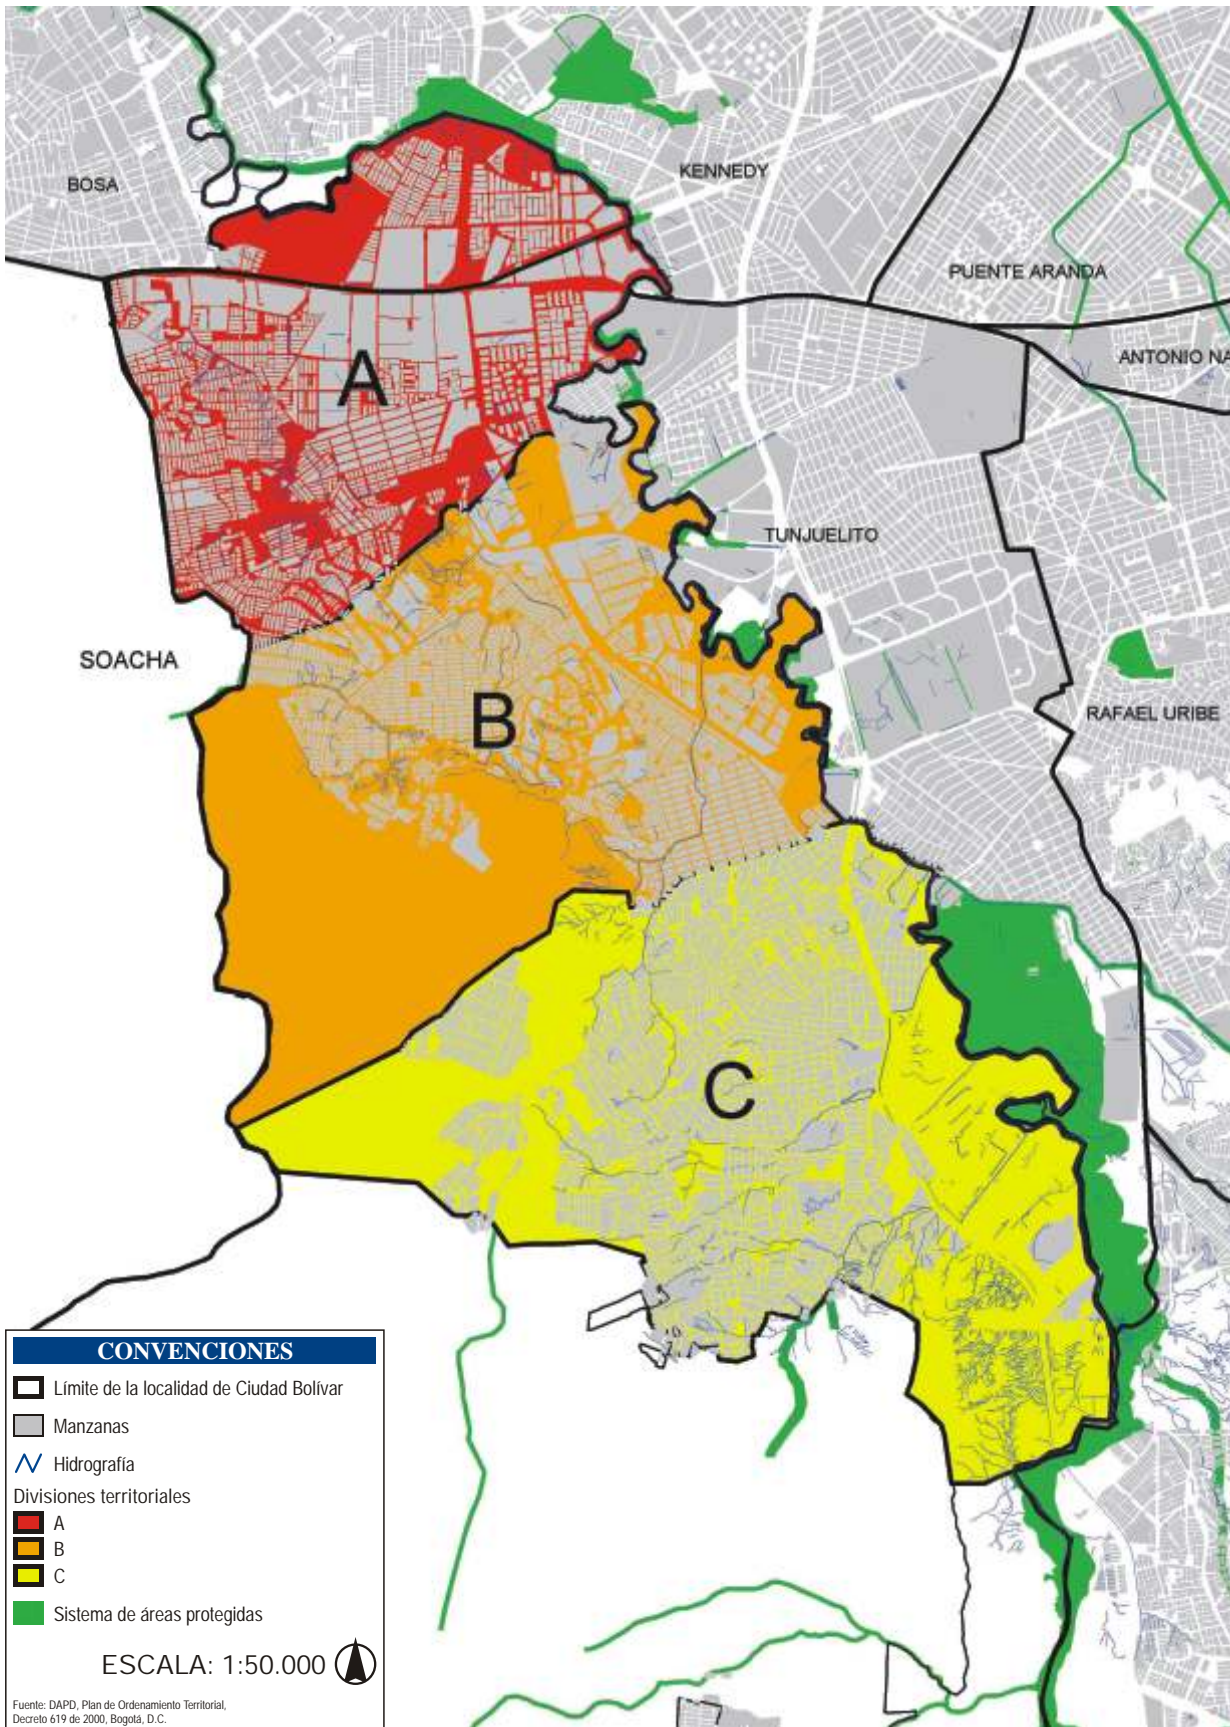 BOSA
KENNEDY
PUENTE ARANDA
ANTONIO NA
A
TUNJUELITO
SOACHA
B
RAFAEL URIBE
C
CONVENCIONES
Límite de la localidad de Ciudad Bolívar
Manzanas
Hidrografía
Divisiones territoriales
A
B
C
Sistema de áreas protegidas
ESCALA: 1:50.000
Fuente: DAPD, Plan de Ordenamiento Territorial,
Decreto 619 de 2000, Bogotá, D.C.